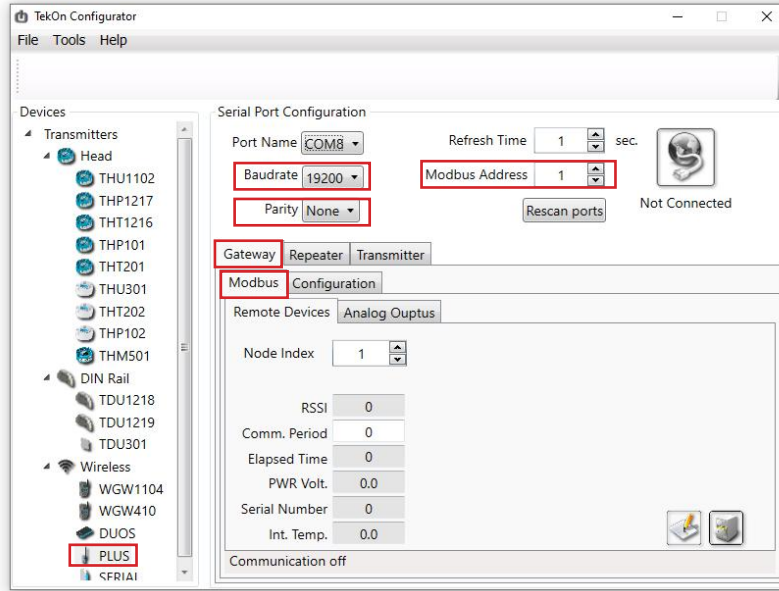 TekOn Configurator
File Tools Help
Devices
Transmitters
Head
THU1102
THP1217
THT1216
THP101
THT201
THU301
THT202
THP102
THM501
DIN Rail
TDU1218
TDU1219
TDU301
Wireless
WGW1104
WGW410
DUOS
PLUS
SERIAL
Serial Port Configuration
Port Name COM8
Refresh Time 1 sec.
Baudrate 19200
Modbus Address 1
Parity None
Rescan ports
Not Connected
Gateway Repeater Transmitter
Modbus Configuration
Remote Devices Analog Ouptus
Node Index 1
RSSI 0
Comm. Period 0
Elapsed Time 0
PWR Volt. 0.0
Serial Number 0
Int. Temp. 0.0
Communication off